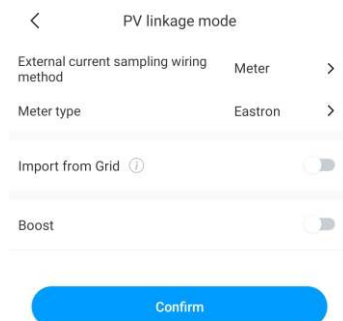 PV linkage mode
External current sampling wiring
method
Meter
Meter type
Eastron
Import from Grid
Boost
Confirm